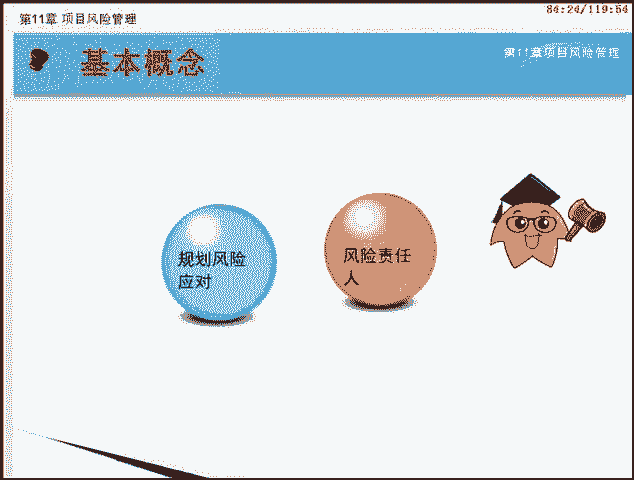 第11章 项目风险管理
84:24/119:54
基本概念
第11章项目风险管理
规划风险
应对
风险责任
人